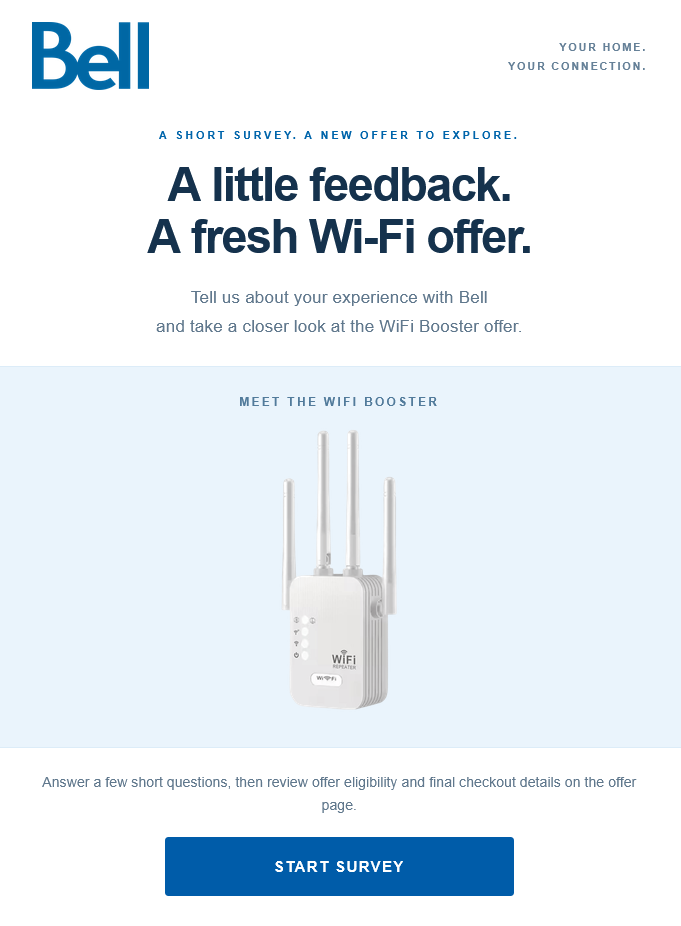 Bell
YOUR HOME.
YOUR CONNECTION.
A SHORT SURVEY. A NEW OFFER TO EXPLORE.
A little feedback.
A fresh Wi-Fi offer.
Tell us about your experience with Bell
and take a closer look at the WiFi Booster offer.
MEET THE WIFI BOOSTER
WiFi
REPEATER
Wi Fi
Answer a few short questions, then review offer eligibility and final checkout details on the offer
page.
START SURVEY